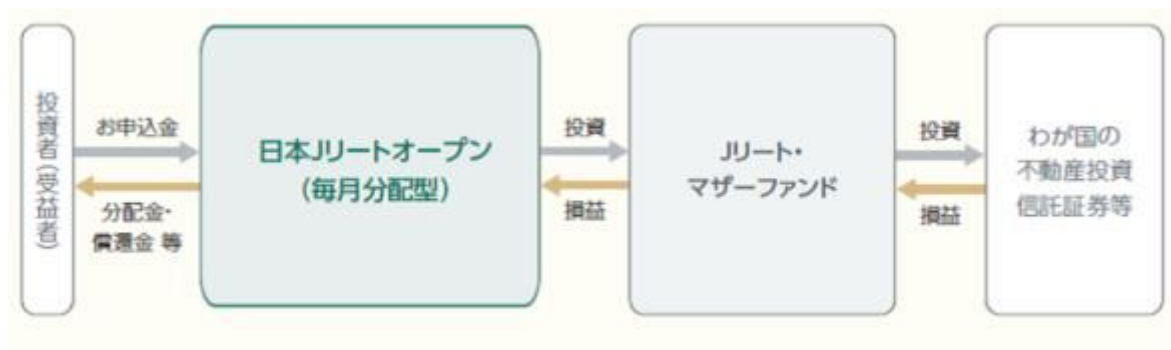 投資者(受益者)
お申込金
分配金・
償還金 等
日本Jリートオープン
(毎月分配型)
投資
損益
Jリート・
マザーファンド
投資
損益
わが国の
不動産投資
信託証券等